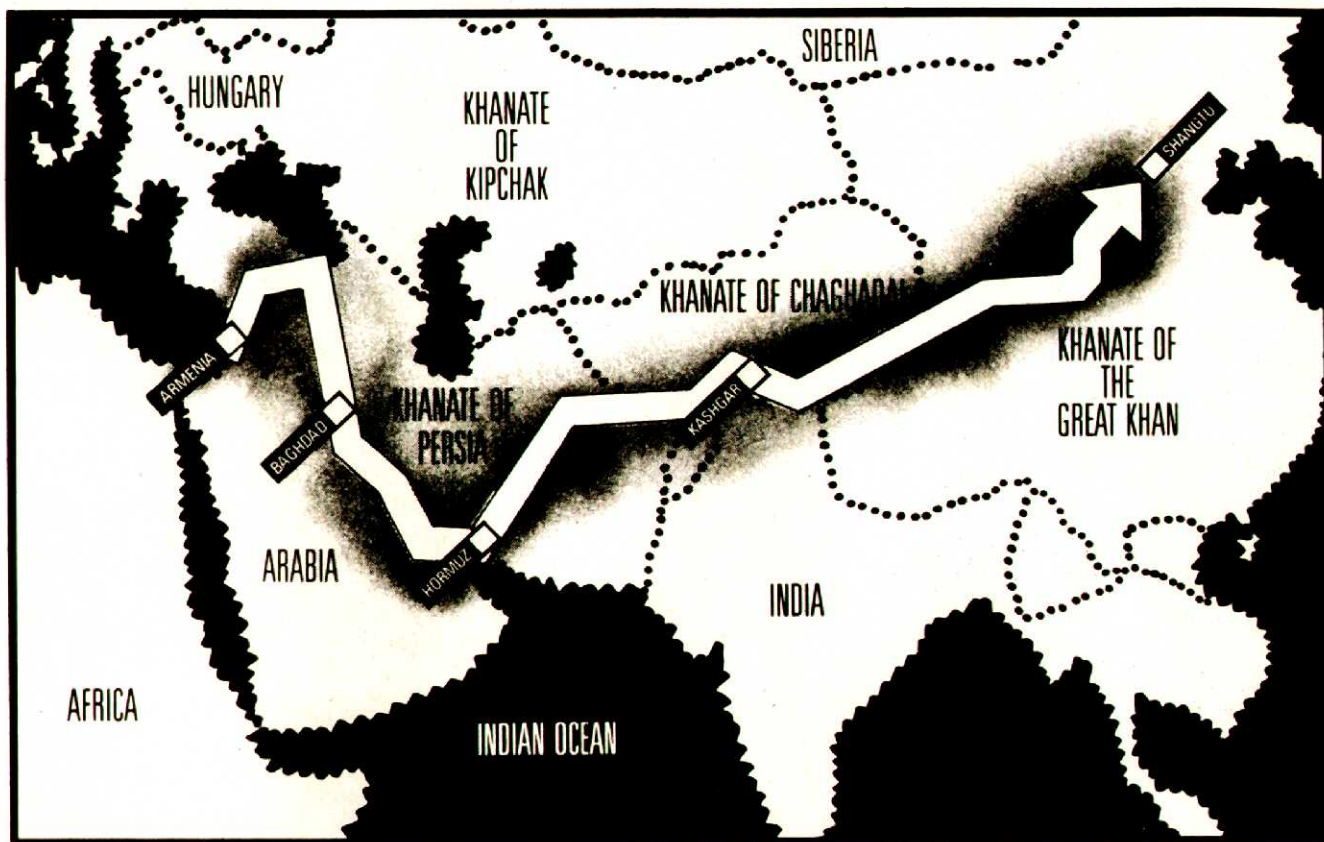 SIBERIA
HUNGARY
KHANATE
OF
KIPCHAK
SHANGTU
KHANATE OF CHAGHADAI
ARMENIA
KHANATE OF
THE
GREAT KHAN
KASHGAR
KHANATE OF
PERSIA
BAGHDAD
ARABIA
HORMUZ
INDIA
AFRICA
INDIAN OCEAN